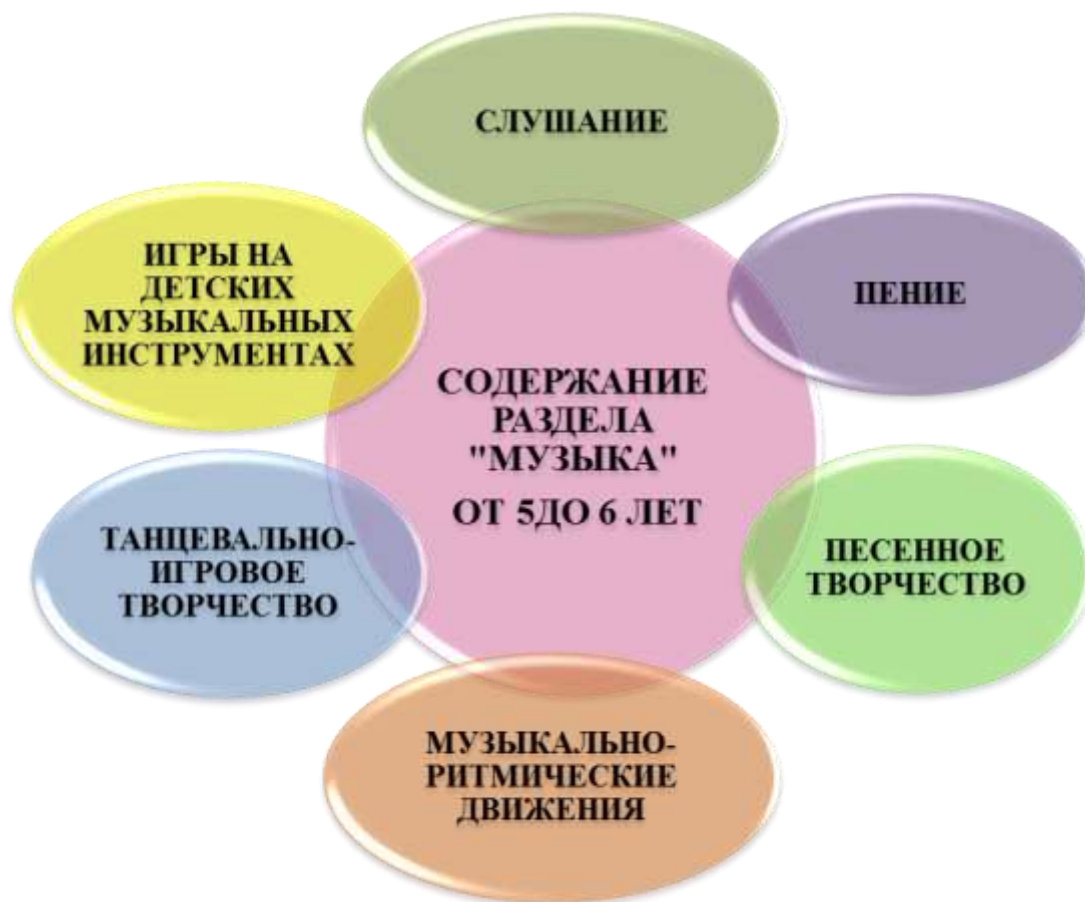 СЛУШАНИЕ
ИГРЫ НА
ДЕТСКИХ
МУЗЫКАЛЬНЫХ
ИНСТРУМЕНТАХ
ПЕНИЕ
СОДЕРЖАНИЕ
РАЗДЕЛА
"МУЗЫКА"
ОТ 5ДО 6 ЛЕТ
ТАНЦЕВАЛЬНО-
ИГРОВОЕ
ТВОРЧЕСТВО
ПЕСЕННОЕ
ТВОРЧЕСТВО
МУЗЫКАЛЬНО-
РИТМИЧЕСКИЕ
ДВИЖЕНИЯ